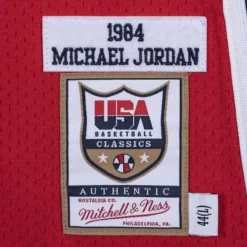 1984
MICHAEL JORDAN
USA
BASKETBALL
CLASSICS
AUTHENTIC
NOSTALGIA CO.
Mitchell & Ness
PHILADELPHIA, PA.
44(L)